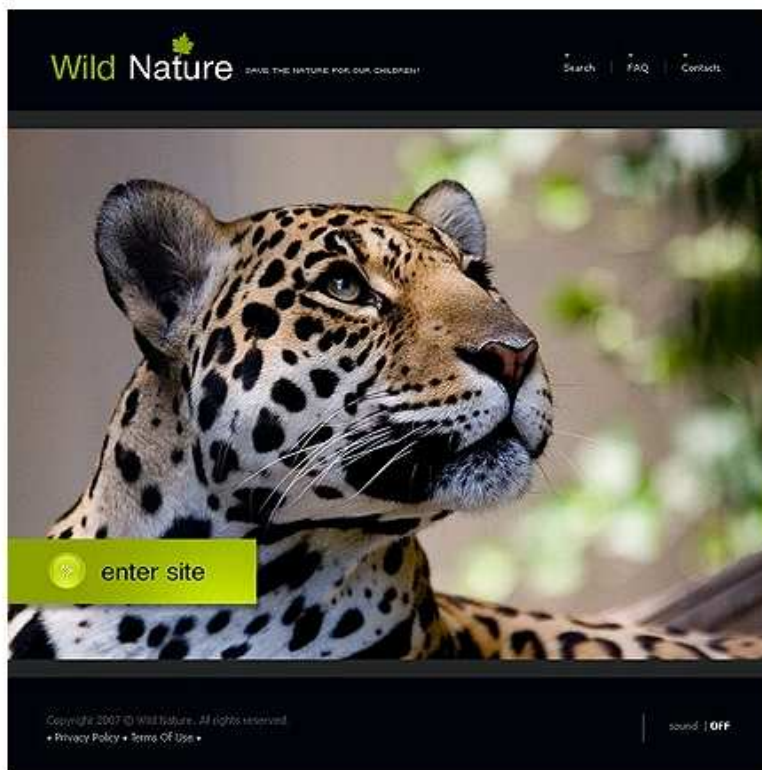 Wild Nature SAVE THE NATURE FOR OUR CHILDREN!
Search | FAQ | Contacts
enter site
Copyright 2007 © Wild Nature. All rights reserved.
• Privacy Policy • Terms Of Use •
sound | OFF